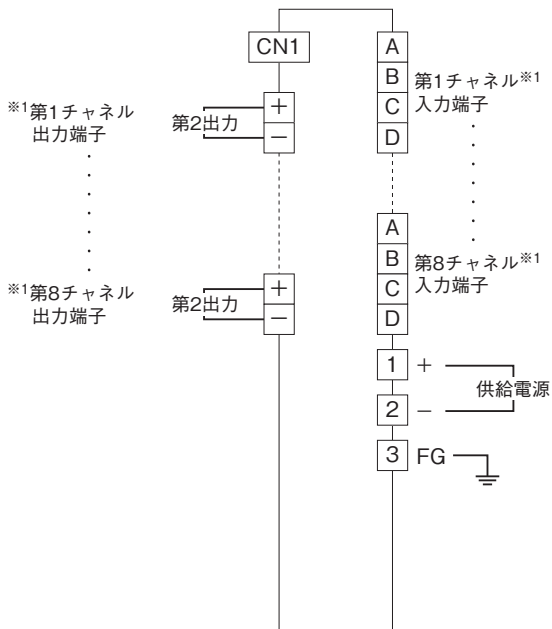 CN1
※1第1チャネル
出力端子
第2出力
+
−
※1第8チャネル
出力端子
第2出力
+
−
A
B
C
D
第1チャネル※1
入力端子
A
B
C
D
第8チャネル※1
入力端子
1 +
2 −
供給電源
3 FG